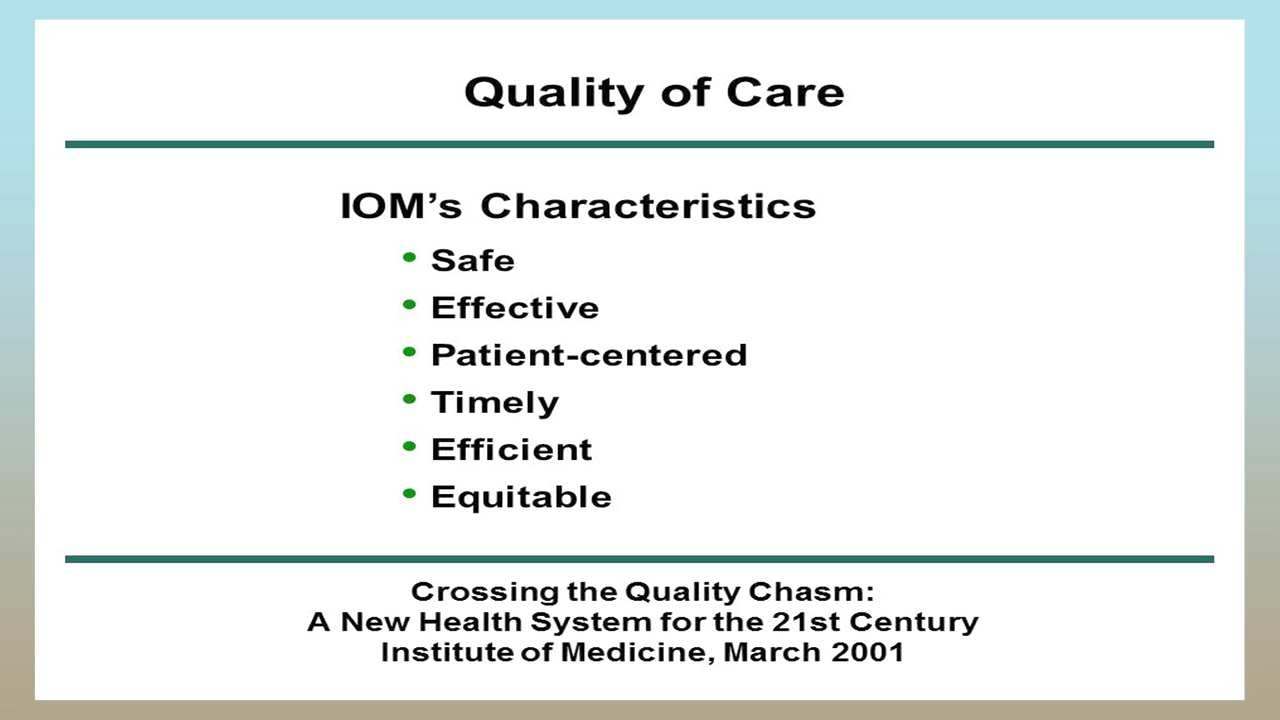 Quality of Care
IOM’s Characteristics
• Safe
• Effective
• Patient-centered
• Timely
• Efficient
• Equitable
Crossing the Quality Chasm:
A New Health System for the 21st Century
Institute of Medicine, March 2001